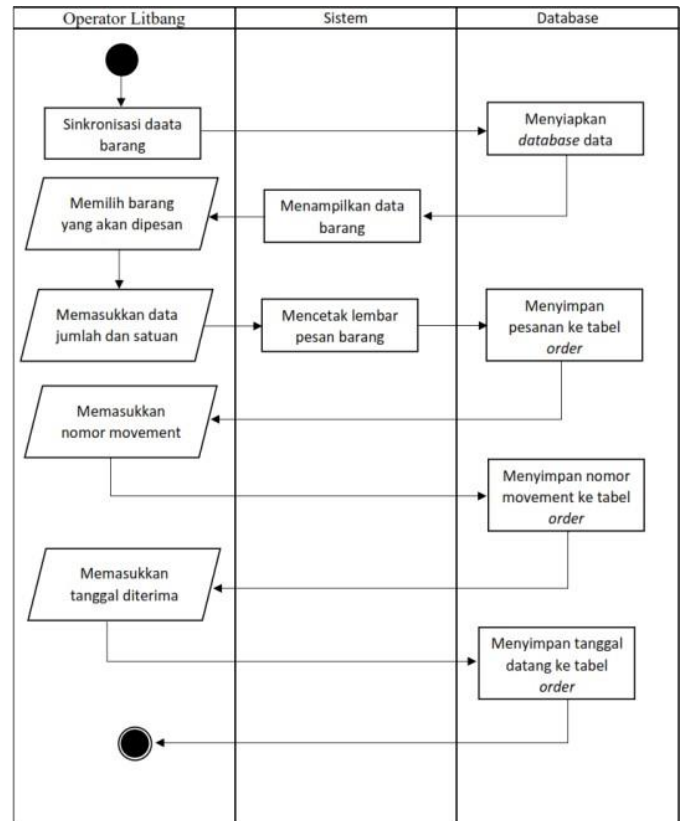 Operator Litbang
Sistem
Database
Sinkronisasi daata
barang
Menyiapkan
database data
Memilih barang
yang akan dipesan
Menampilkan data
barang
Memasukkan data
jumlah dan satuan
Mencetak lembar
pesan barang
Menyimpan
pesanan ke tabel
order
Memasukkan
nomor movement
Menyimpan nomor
movement ke tabel
order
Memasukkan
tanggal diterima
Menyimpan tanggal
datang ke tabel
order